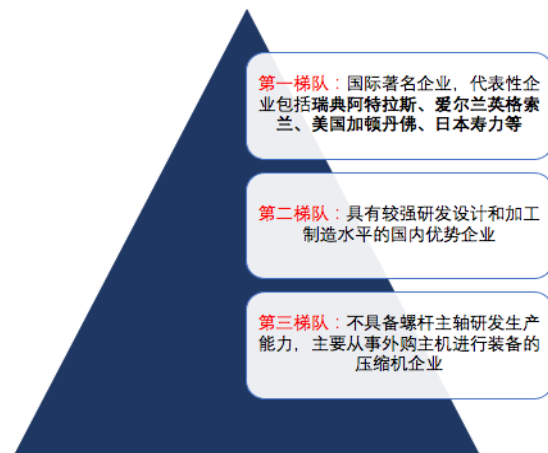 第一梯队：国际著名企业，代表性企
业包括瑞典阿特拉斯、爱尔兰英格索
兰、美国加顿丹佛、日本寿力等
第二梯队：具有较强研发设计和加工
制造水平的国内优势企业
第三梯队：不具备螺杆主轴研发生产
能力，主要从事外购主机进行装备的
压缩机企业